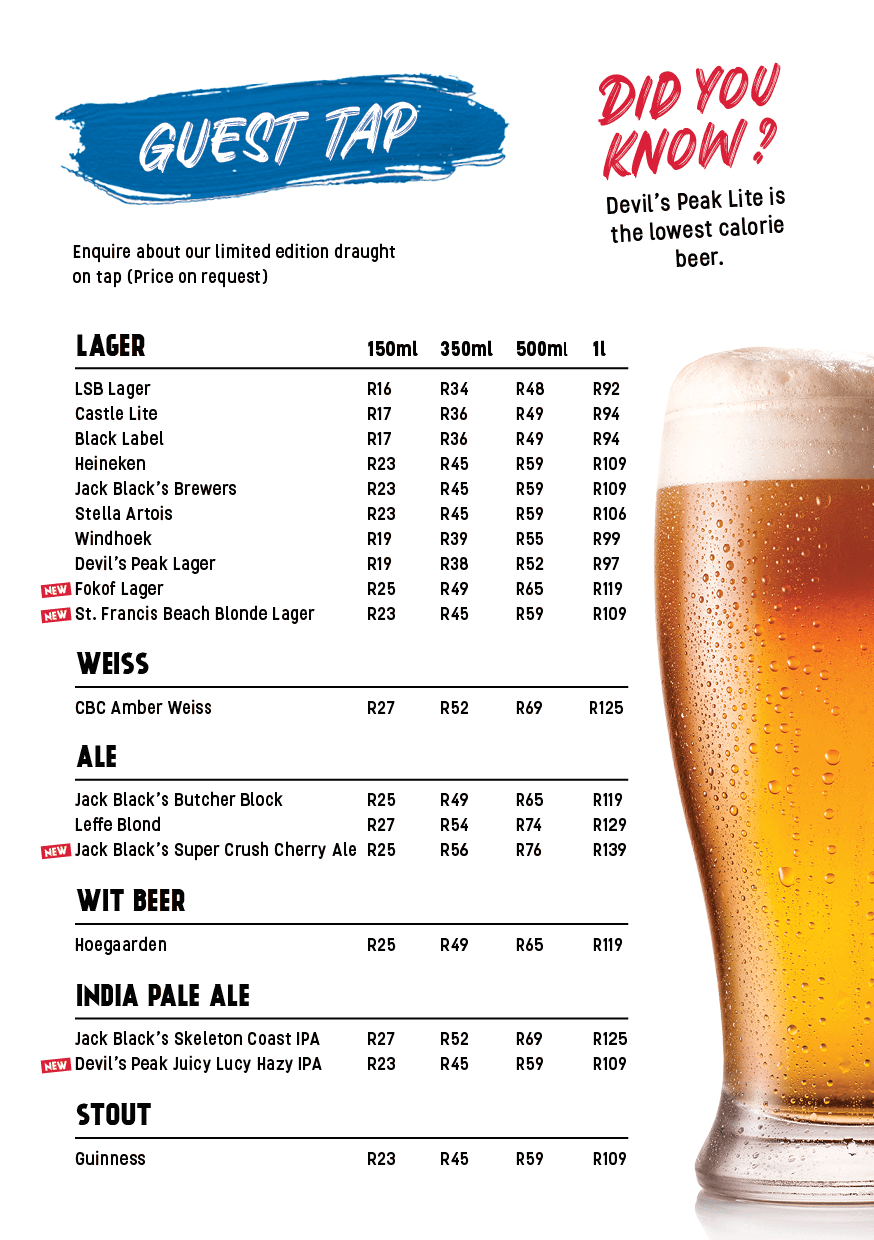 GUEST TAP
DID YOU
KNOW?
Devil's Peak Lite is
the lowest calorie
beer.
Enquire about our limited edition draught
on tap (Price on request)
LAGER 150ml 350ml 500ml 1l
LSB Lager R16 R34 R48 R92
Castle Lite R17 R36 R49 R94
Black Label R17 R36 R49 R94
Heineken R23 R45 R59 R109
Jack Black's Brewers R23 R45 R59 R109
Stella Artois R23 R45 R59 R106
Windhoek R19 R39 R55 R99
Devil's Peak Lager R19 R38 R52 R97
NEW Fokof Lager R25 R49 R65 R119
NEW St. Francis Beach Blonde Lager R23 R45 R59 R109
WEISS
CBC Amber Weiss R27 R52 R69 R125
ALE
Jack Black's Butcher Block R25 R49 R65 R119
Leffe Blond R27 R54 R74 R129
NEW Jack Black's Super Crush Cherry Ale R25 R56 R76 R139
WIT BEER
Hoegaarden R25 R49 R65 R119
INDIA PALE ALE
Jack Black's Skeleton Coast IPA R27 R52 R69 R125
NEW Devil's Peak Juicy Lucy Hazy IPA R23 R45 R59 R109
STOUT
Guinness R23 R45 R59 R109